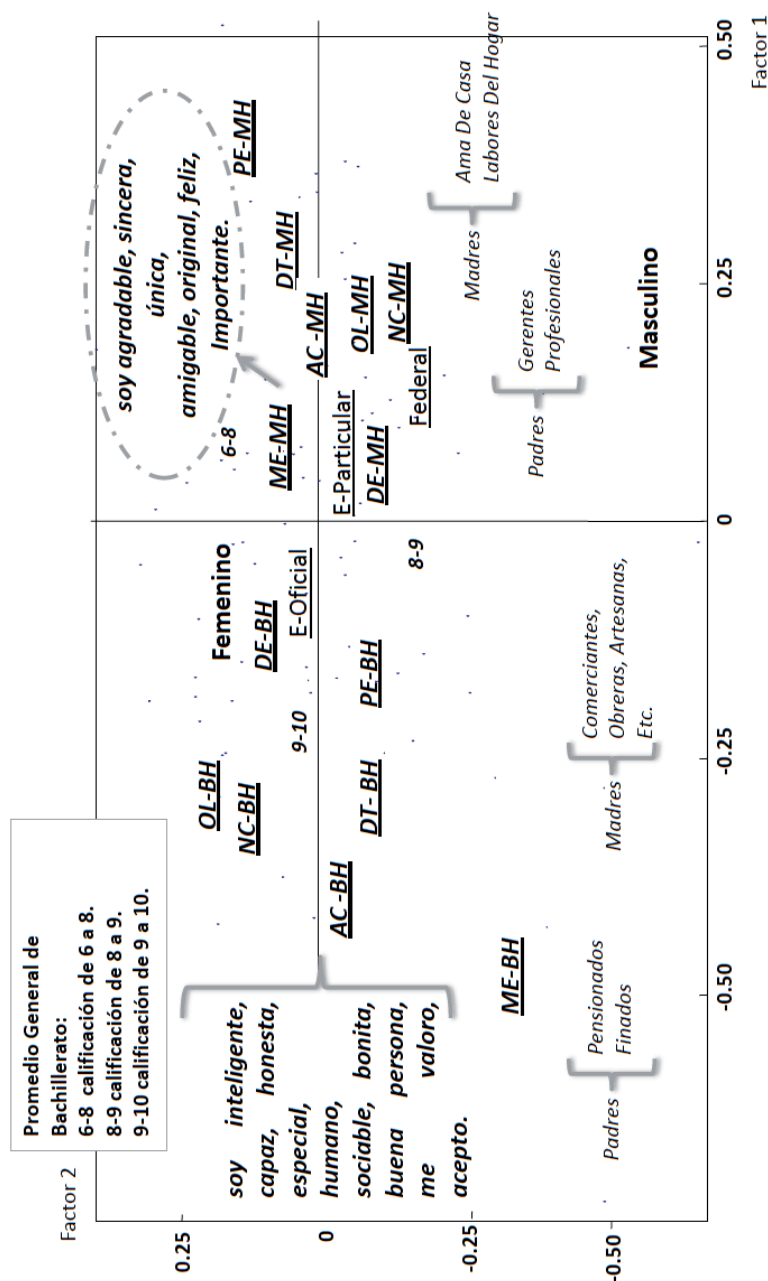 Factor 2
Promedio General de
Bachillerato:
6-8 calificación de 6 a 8.
8-9 calificación de 8 a 9.
9-10 calificación de 9 a 10.
soy agradable, sincera,
única,
amigable, original, feliz,
Importante.
6-8
PE-MH
DT-MH
ME-MH
AC -MH
OL-MH
NC-MH
E-Particular
DE-MH
Federal
Femenino
DE-BH
E-Oficial
9-10
OL-BH
NC-BH
8-9
PE-BH
DT- BH
AC -BH
ME-BH
soy inteligente,
capaz, honesta,
especial,
humano,
sociable, bonita,
buena persona,
me valoro,
acepto.
Padres
Pensionados
Finados
Madres
Comerciantes,
Obreras, Artesanas,
Etc.
Padres
Gerentes
Profesionales
Madres
Ama De Casa
Labores Del Hogar
Masculino
0.25
0
-0.25
-0.50
-0.50
-0.25
0
0.25
0.50
Factor 1